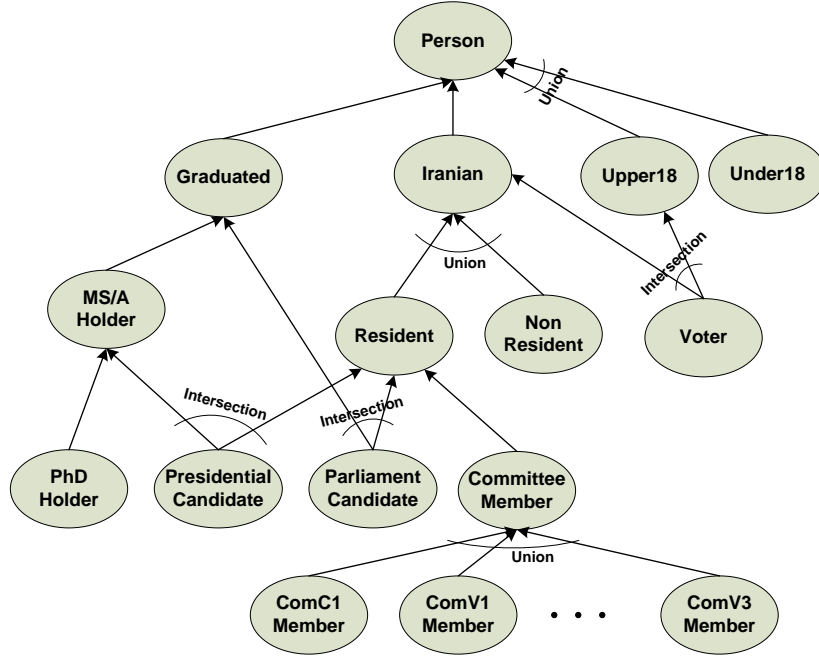 Person
Union
Graduated
Iranian
Upper18
Under18
Union
Intersection
MS/A
Holder
Resident
Non
Resident
Voter
Intersection
Intersection
PhD
Holder
Presidential
Candidate
Parliament
Candidate
Committee
Member
Union
ComC1
Member
ComV1
Member
. . .
ComV3
Member